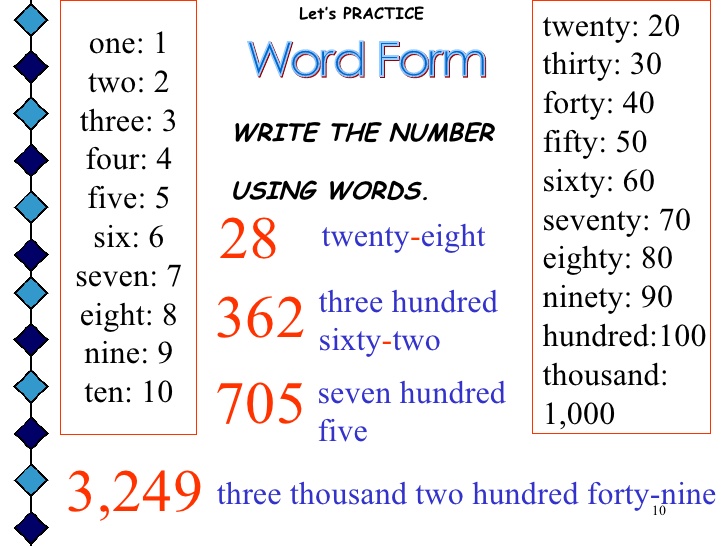 Let's PRACTICE
Word Form
WRITE THE NUMBER
USING WORDS.
one: 1
two: 2
three: 3
four: 4
five: 5
six: 6
seven: 7
eight: 8
nine: 9
ten: 10
28 twenty-eight
362 three hundred
sixty-two
705 seven hundred
five
3,249 three thousand two hundred forty-nine
twenty: 20
thirty: 30
forty: 40
fifty: 50
sixty: 60
seventy: 70
eighty: 80
ninety: 90
hundred:100
thousand:
1,000
10